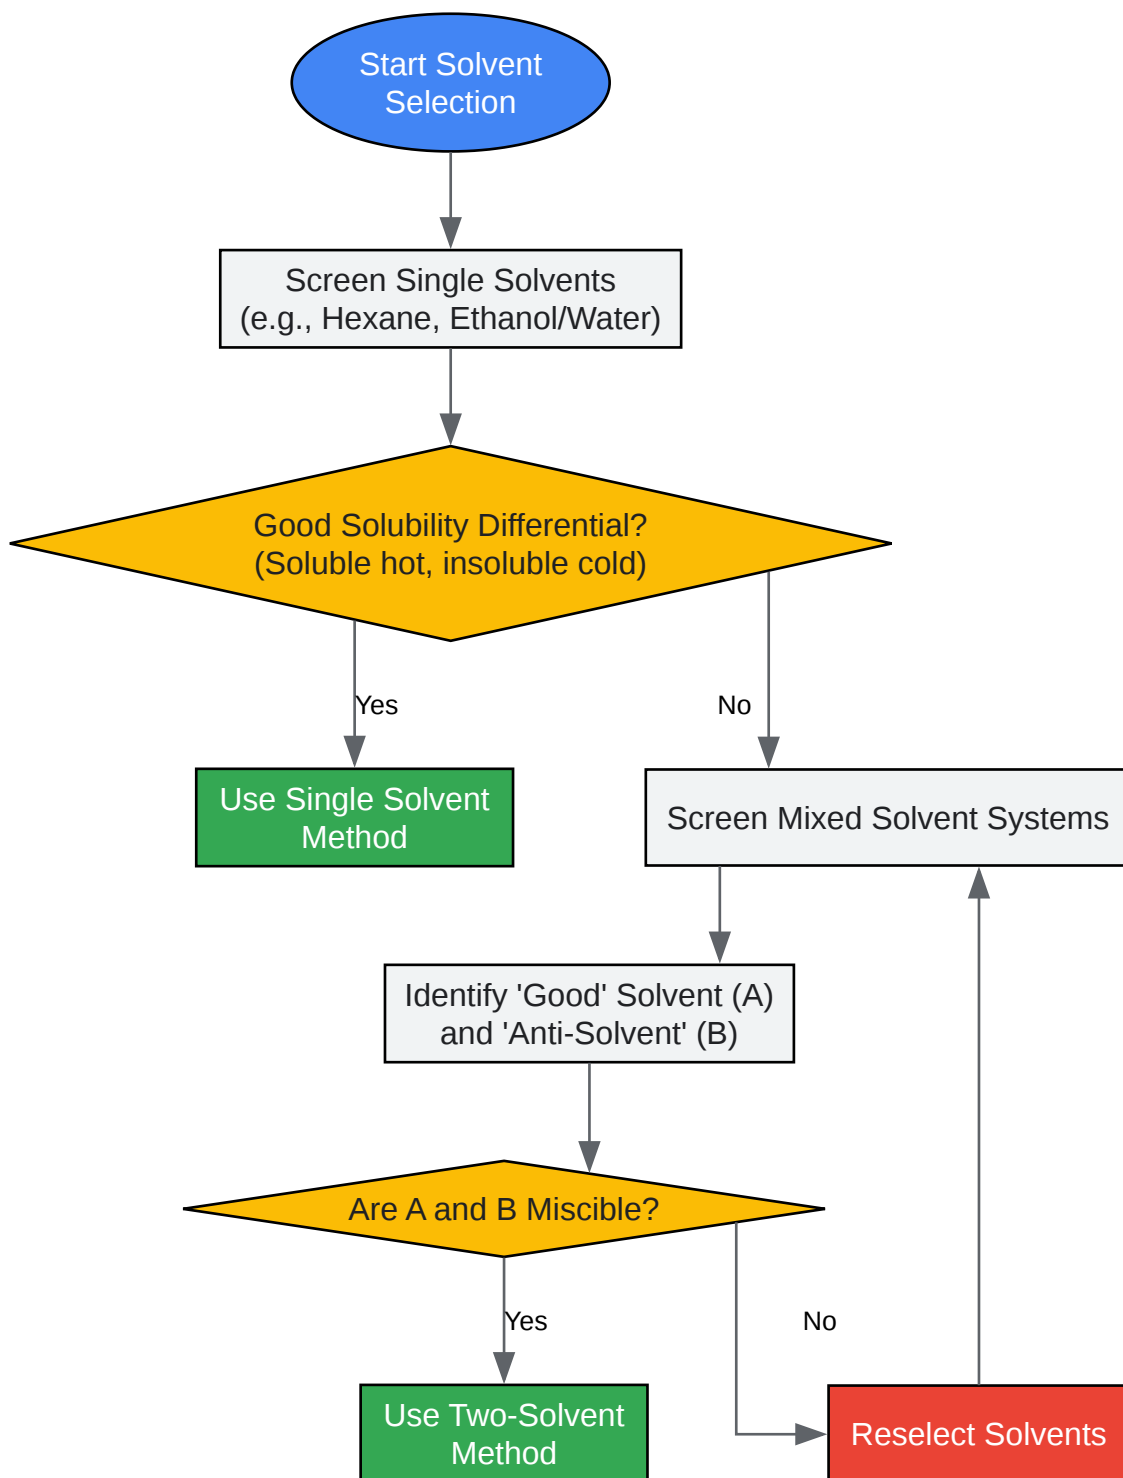 Start Solvent
Selection
Screen Single Solvents
(e.g., Hexane, Ethanol/Water)
Good Solubility Differential?
(Soluble hot, insoluble cold)
Yes
No
Use Single Solvent
Method
Screen Mixed Solvent Systems
Identify 'Good' Solvent (A)
and 'Anti-Solvent' (B)
Are A and B Miscible?
Yes
No
Use Two-Solvent
Method
Reselect Solvents